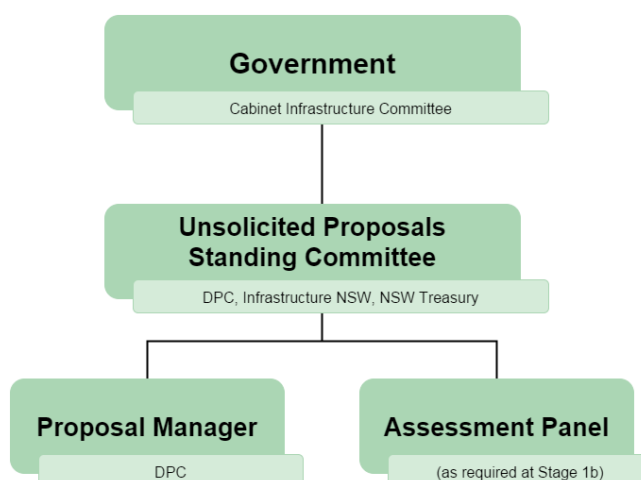 Government
Cabinet Infrastructure Committee
Unsolicited Proposals
Standing Committee
DPC, Infrastructure NSW, NSW Treasury
Proposal Manager
DPC
Assessment Panel
(as required at Stage 1b)